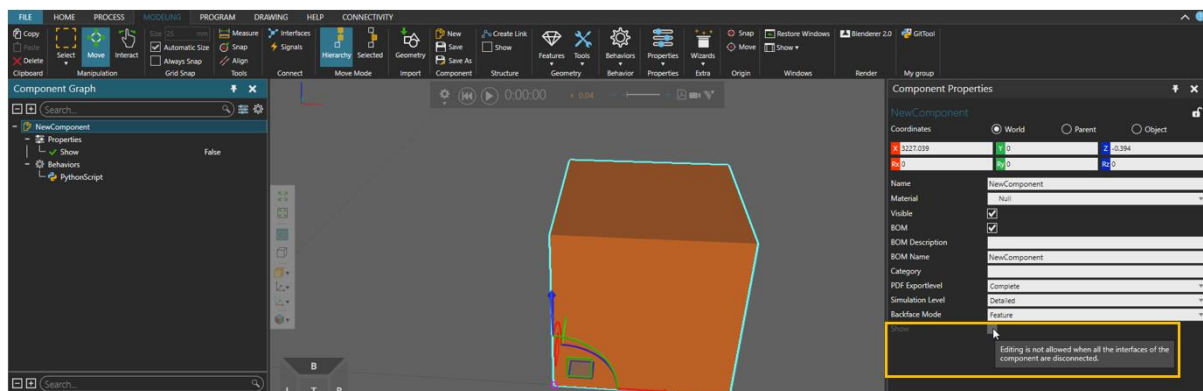 FILE HOME PROCESS MODELING PROGRAM DRAWING HELP CONNECTIVITY
Copy Size 25 mm Measure Interfaces New Create Link Snap Restore Windows Blenderer 2.0 GitTool
Paste Select Move Interact Automatic Size Snap Signals Hierarchy Selected Geometry Save Show Features Tools Behaviors Properties Wizards Move Show
Delete Always Snap Align Save As
Clipboard Manipulation Grid Snap Tools Connect Move Mode Import Component Structure Geometry Behavior Properties Extra Origin Windows Render My group
Component Graph
Search...
NewComponent
Properties
Show False
Behaviors
PythonScript
Search...
0:00:00 x 0.04
B
L T R
Component Properties
NewComponent
Coordinates World Parent Object
X 3227.039 Y 0 Z -0.394
Rx 0 Ry 0 Rz 0
Name NewComponent
Material Null
Visible
BOM
BOM Description
BOM Name NewComponent
Category
PDF Exportlevel Complete
Simulation Level Detailed
Backface Mode Feature
Show
Editing is not allowed when all the interfaces of the
component are disconnected.